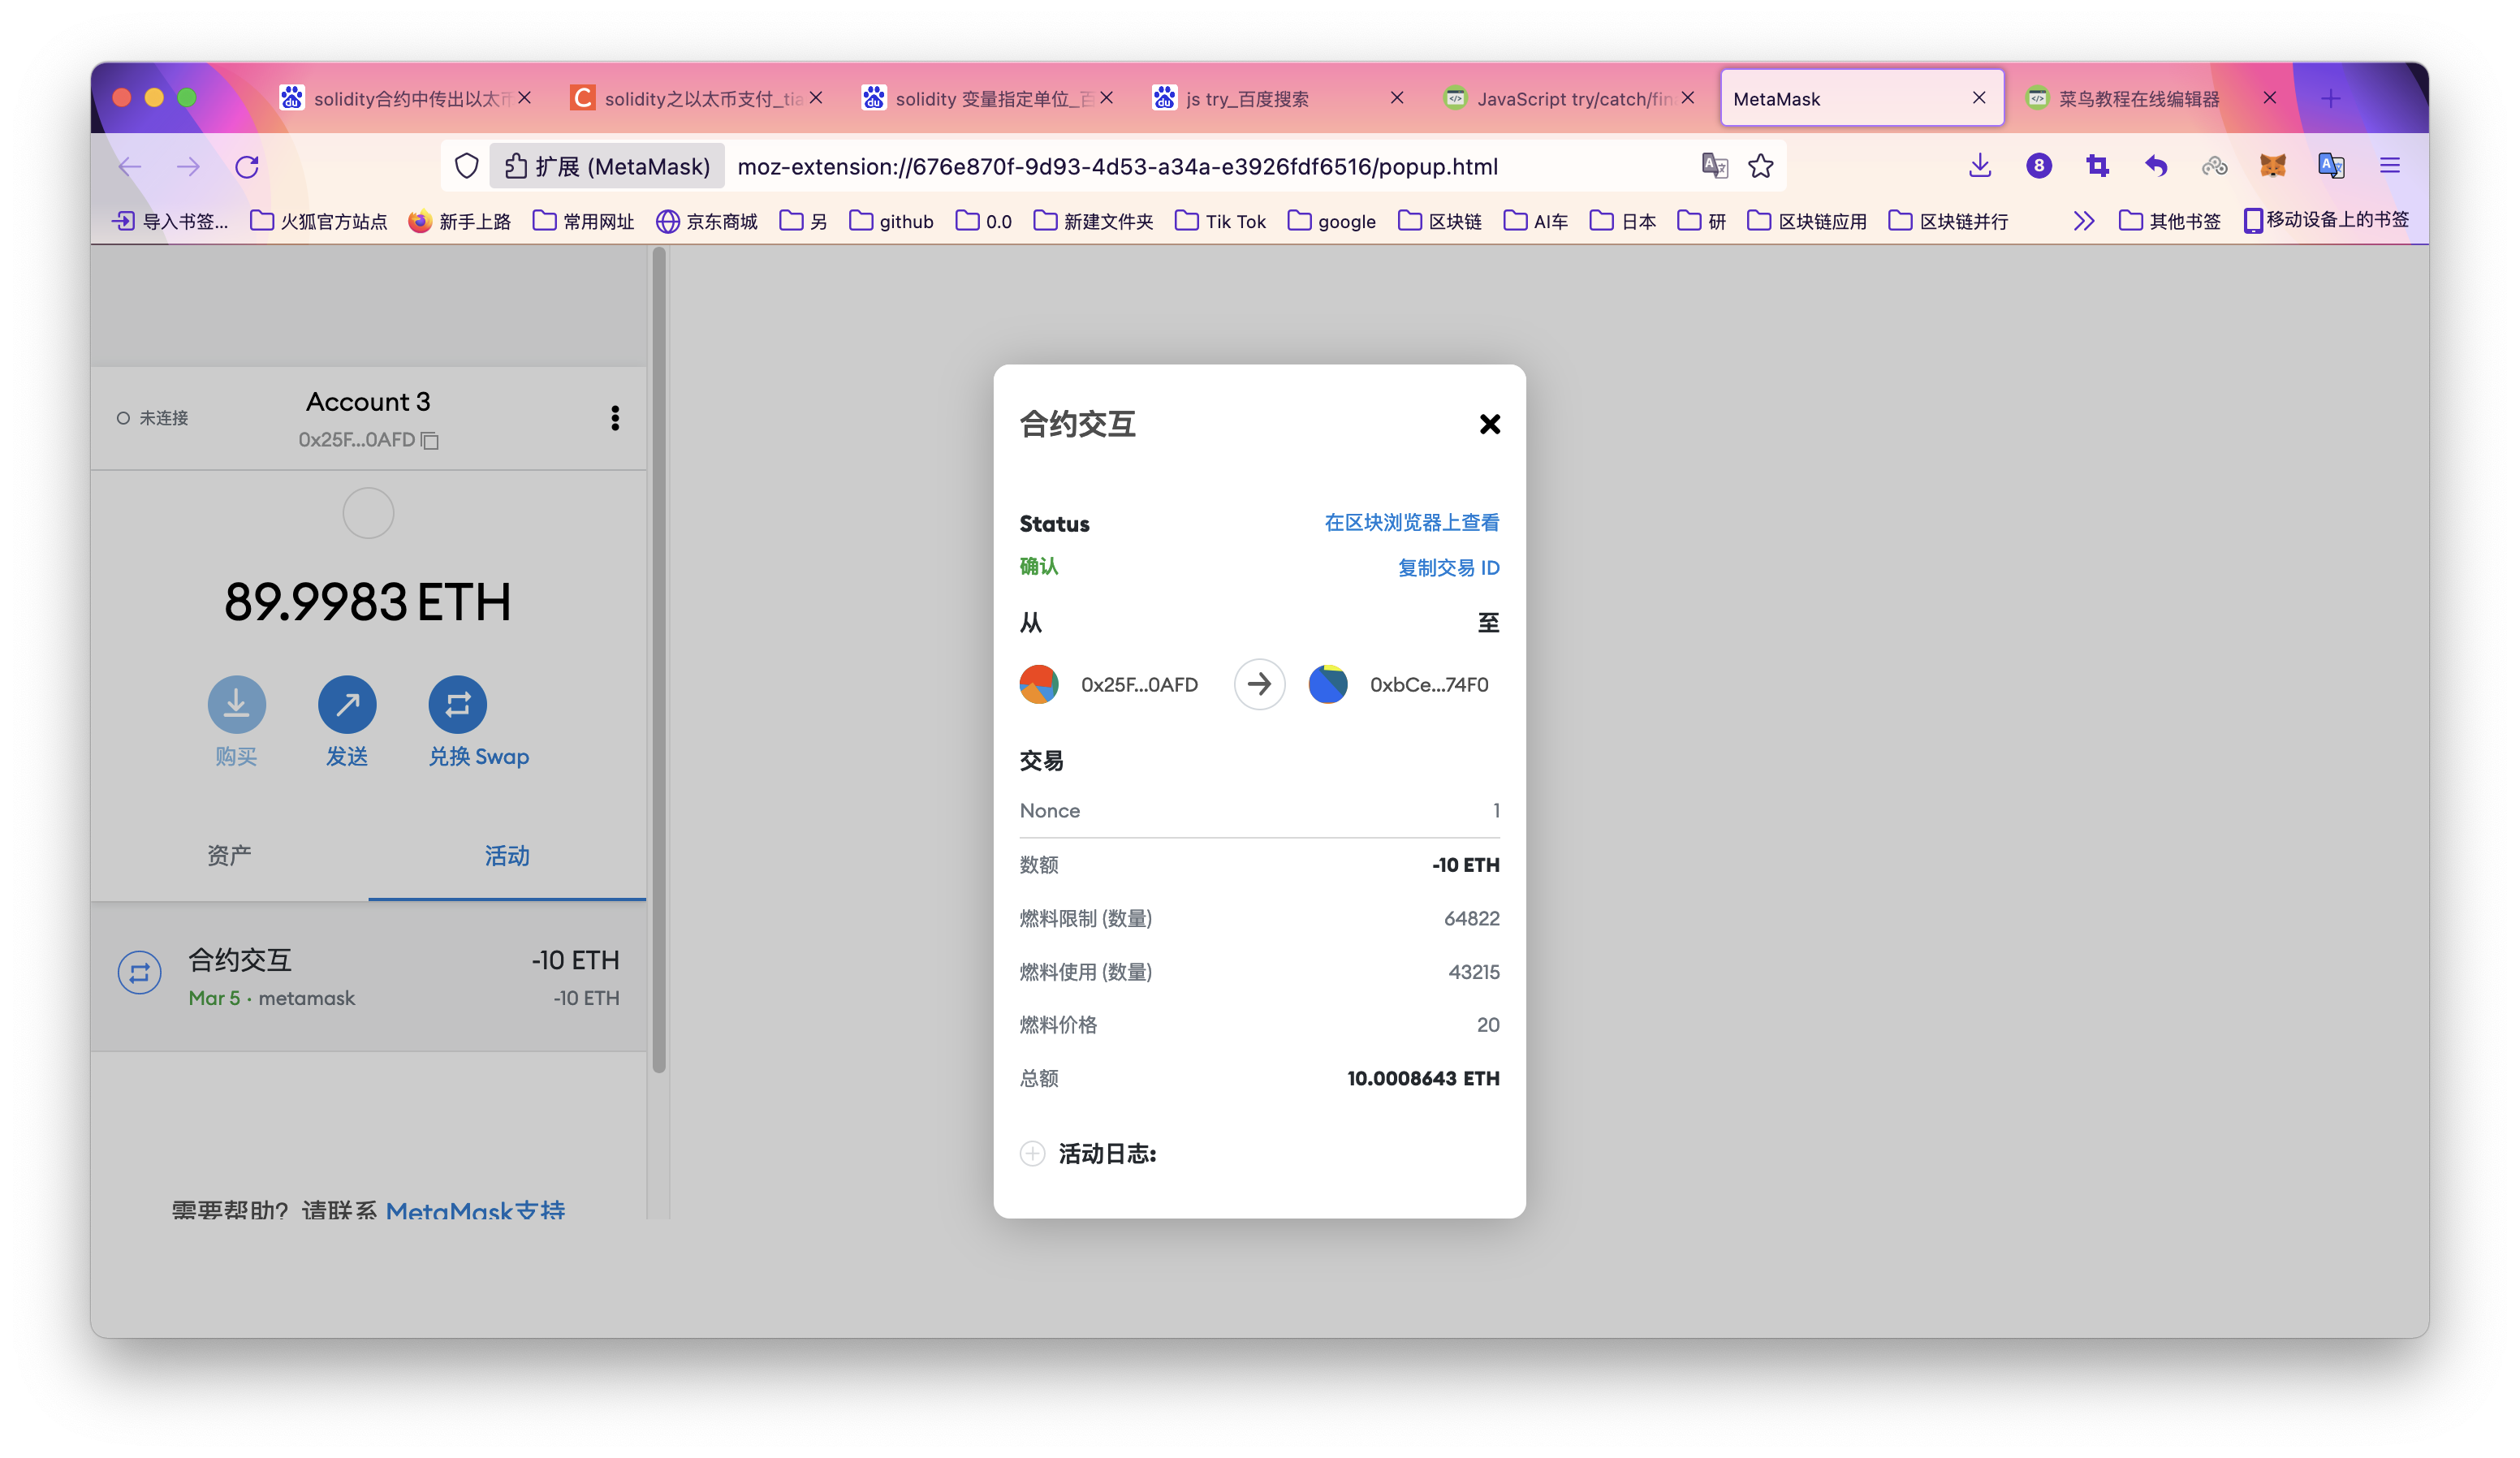 solidity合约中传出以太币
solidity之以太币支付_tia
solidity 变量指定单位_百
js try_百度搜索
JavaScript try/catch/fin
MetaMask
菜鸟教程在线编辑器
扩展 (MetaMask)
moz-extension://676e870f-9d93-4d53-a34a-e3926fdf6516/popup.html
8
导入书签...
火狐官方站点
新手上路
常用网址
京东商城
另
github
0.0
新建文件夹
Tik Tok
google
区块链
AI车
日本
研
区块链应用
区块链并行
其他书签
移动设备上的书签
未连接
Account 3
0x25F...0AFD
89.9983 ETH
购买
发送
兑换 Swap
资产
活动
合约交互
-10 ETH
Mar 5 · metamask
-10 ETH
需要帮助？请联系 MetaMask支持
合约交互
Status
在区块浏览器上查看
确认
复制交易 ID
从
至
0x25F...0AFD
0xbCe...74F0
交易
Nonce
1
数额
-10 ETH
燃料限制 (数量)
64822
燃料使用 (数量)
43215
燃料价格
20
总额
10.0008643 ETH
活动日志: